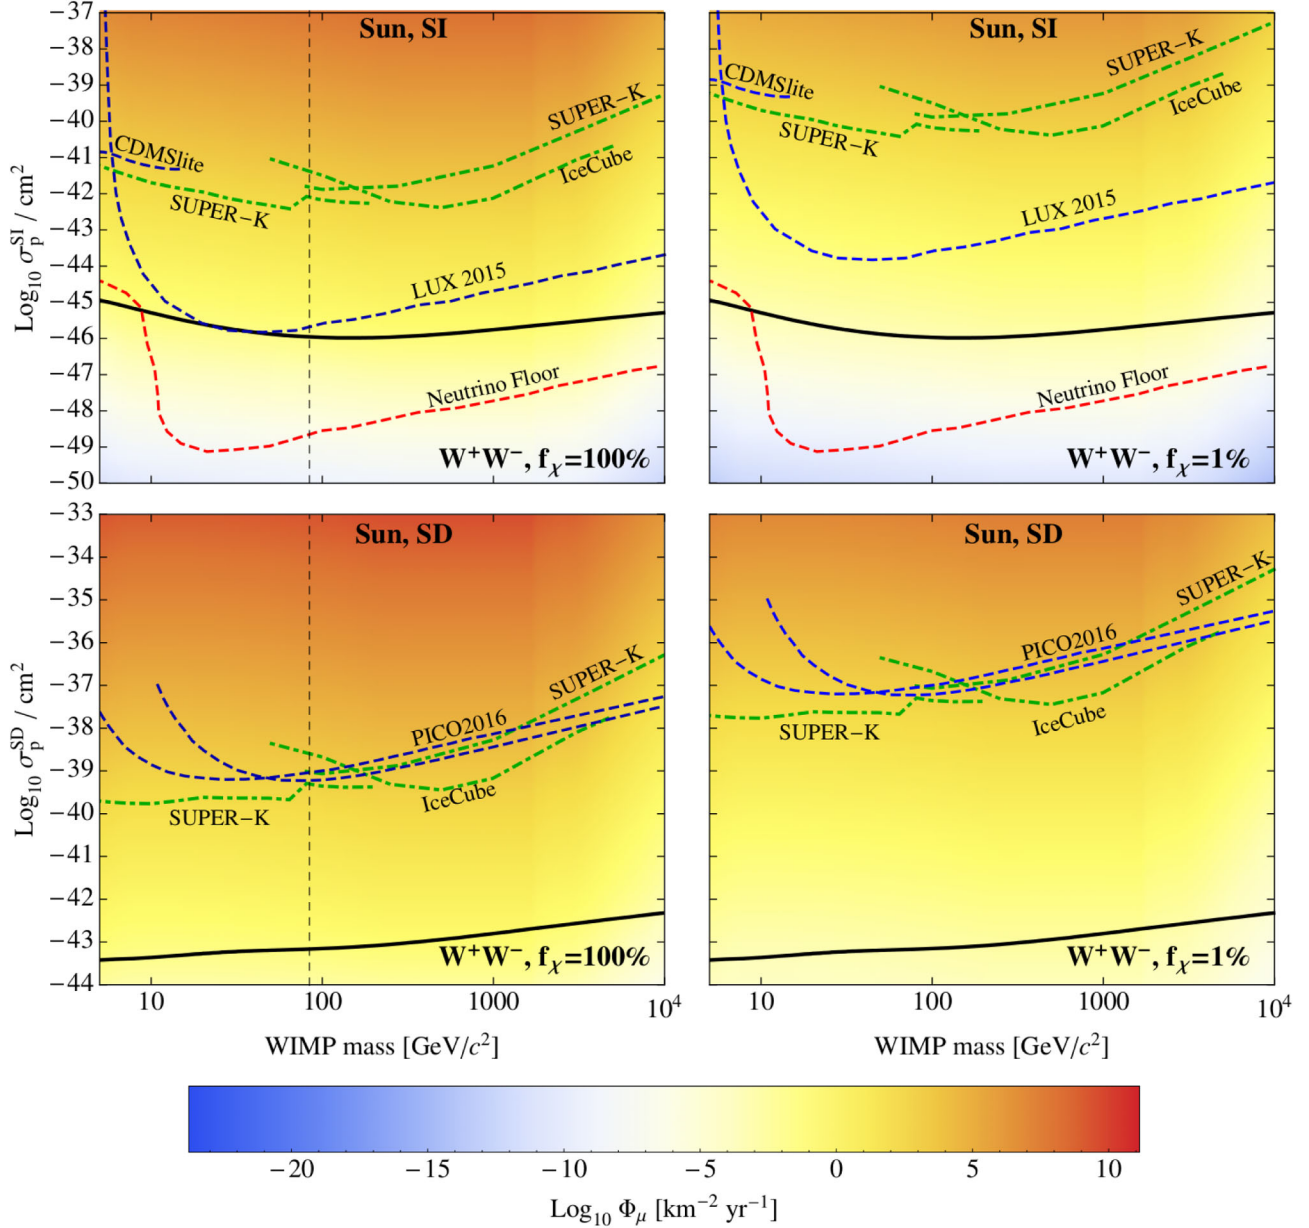 Sun, SI
Sun, SI
−37
−38
−39
−40
−41
−42
−43
−44
−45
−46
−47
−48
−49
−50
Log₁₀ σₚ^SI / cm²
CDMSlite
SUPER−K
SUPER−K
IceCube
LUX 2015
Neutrino Floor
W⁺W⁻, fχ=100%
CDMSlite
SUPER−K
SUPER−K
IceCube
LUX 2015
Neutrino Floor
W⁺W⁻, fχ=1%
Sun, SD
Sun, SD
−33
−34
−35
−36
−37
−38
−39
−40
−41
−42
−43
−44
Log₁₀ σₚ^SD / cm²
SUPER−K
PICO2016
SUPER−K
IceCube
W⁺W⁻, fχ=100%
SUPER−K
PICO2016
SUPER−K
IceCube
W⁺W⁻, fχ=1%
10 100 1000 10⁴
10 100 1000 10⁴
WIMP mass [GeV/c²]
WIMP mass [GeV/c²]
−20 −15 −10 −5 0 5 10
Log₁₀ Φμ [km⁻² yr⁻¹]